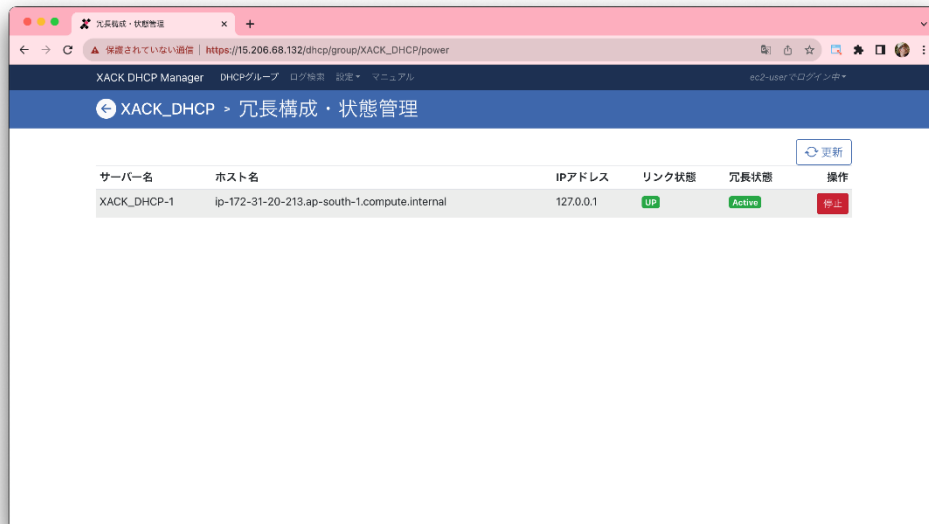 冗長構成・状態管理
保護されていない通信 | https://15.206.68.132/dhcp/group/XACK_DHCP/power
XACK DHCP Manager DHCPグループ ログ検索 設定 マニュアル ec2-userでログイン中
XACK_DHCP > 冗長構成・状態管理
更新
サーバー名 ホスト名 IPアドレス リンク状態 冗長状態 操作
XACK_DHCP-1 ip-172-31-20-213.ap-south-1.compute.internal 127.0.0.1 UP Active 停止